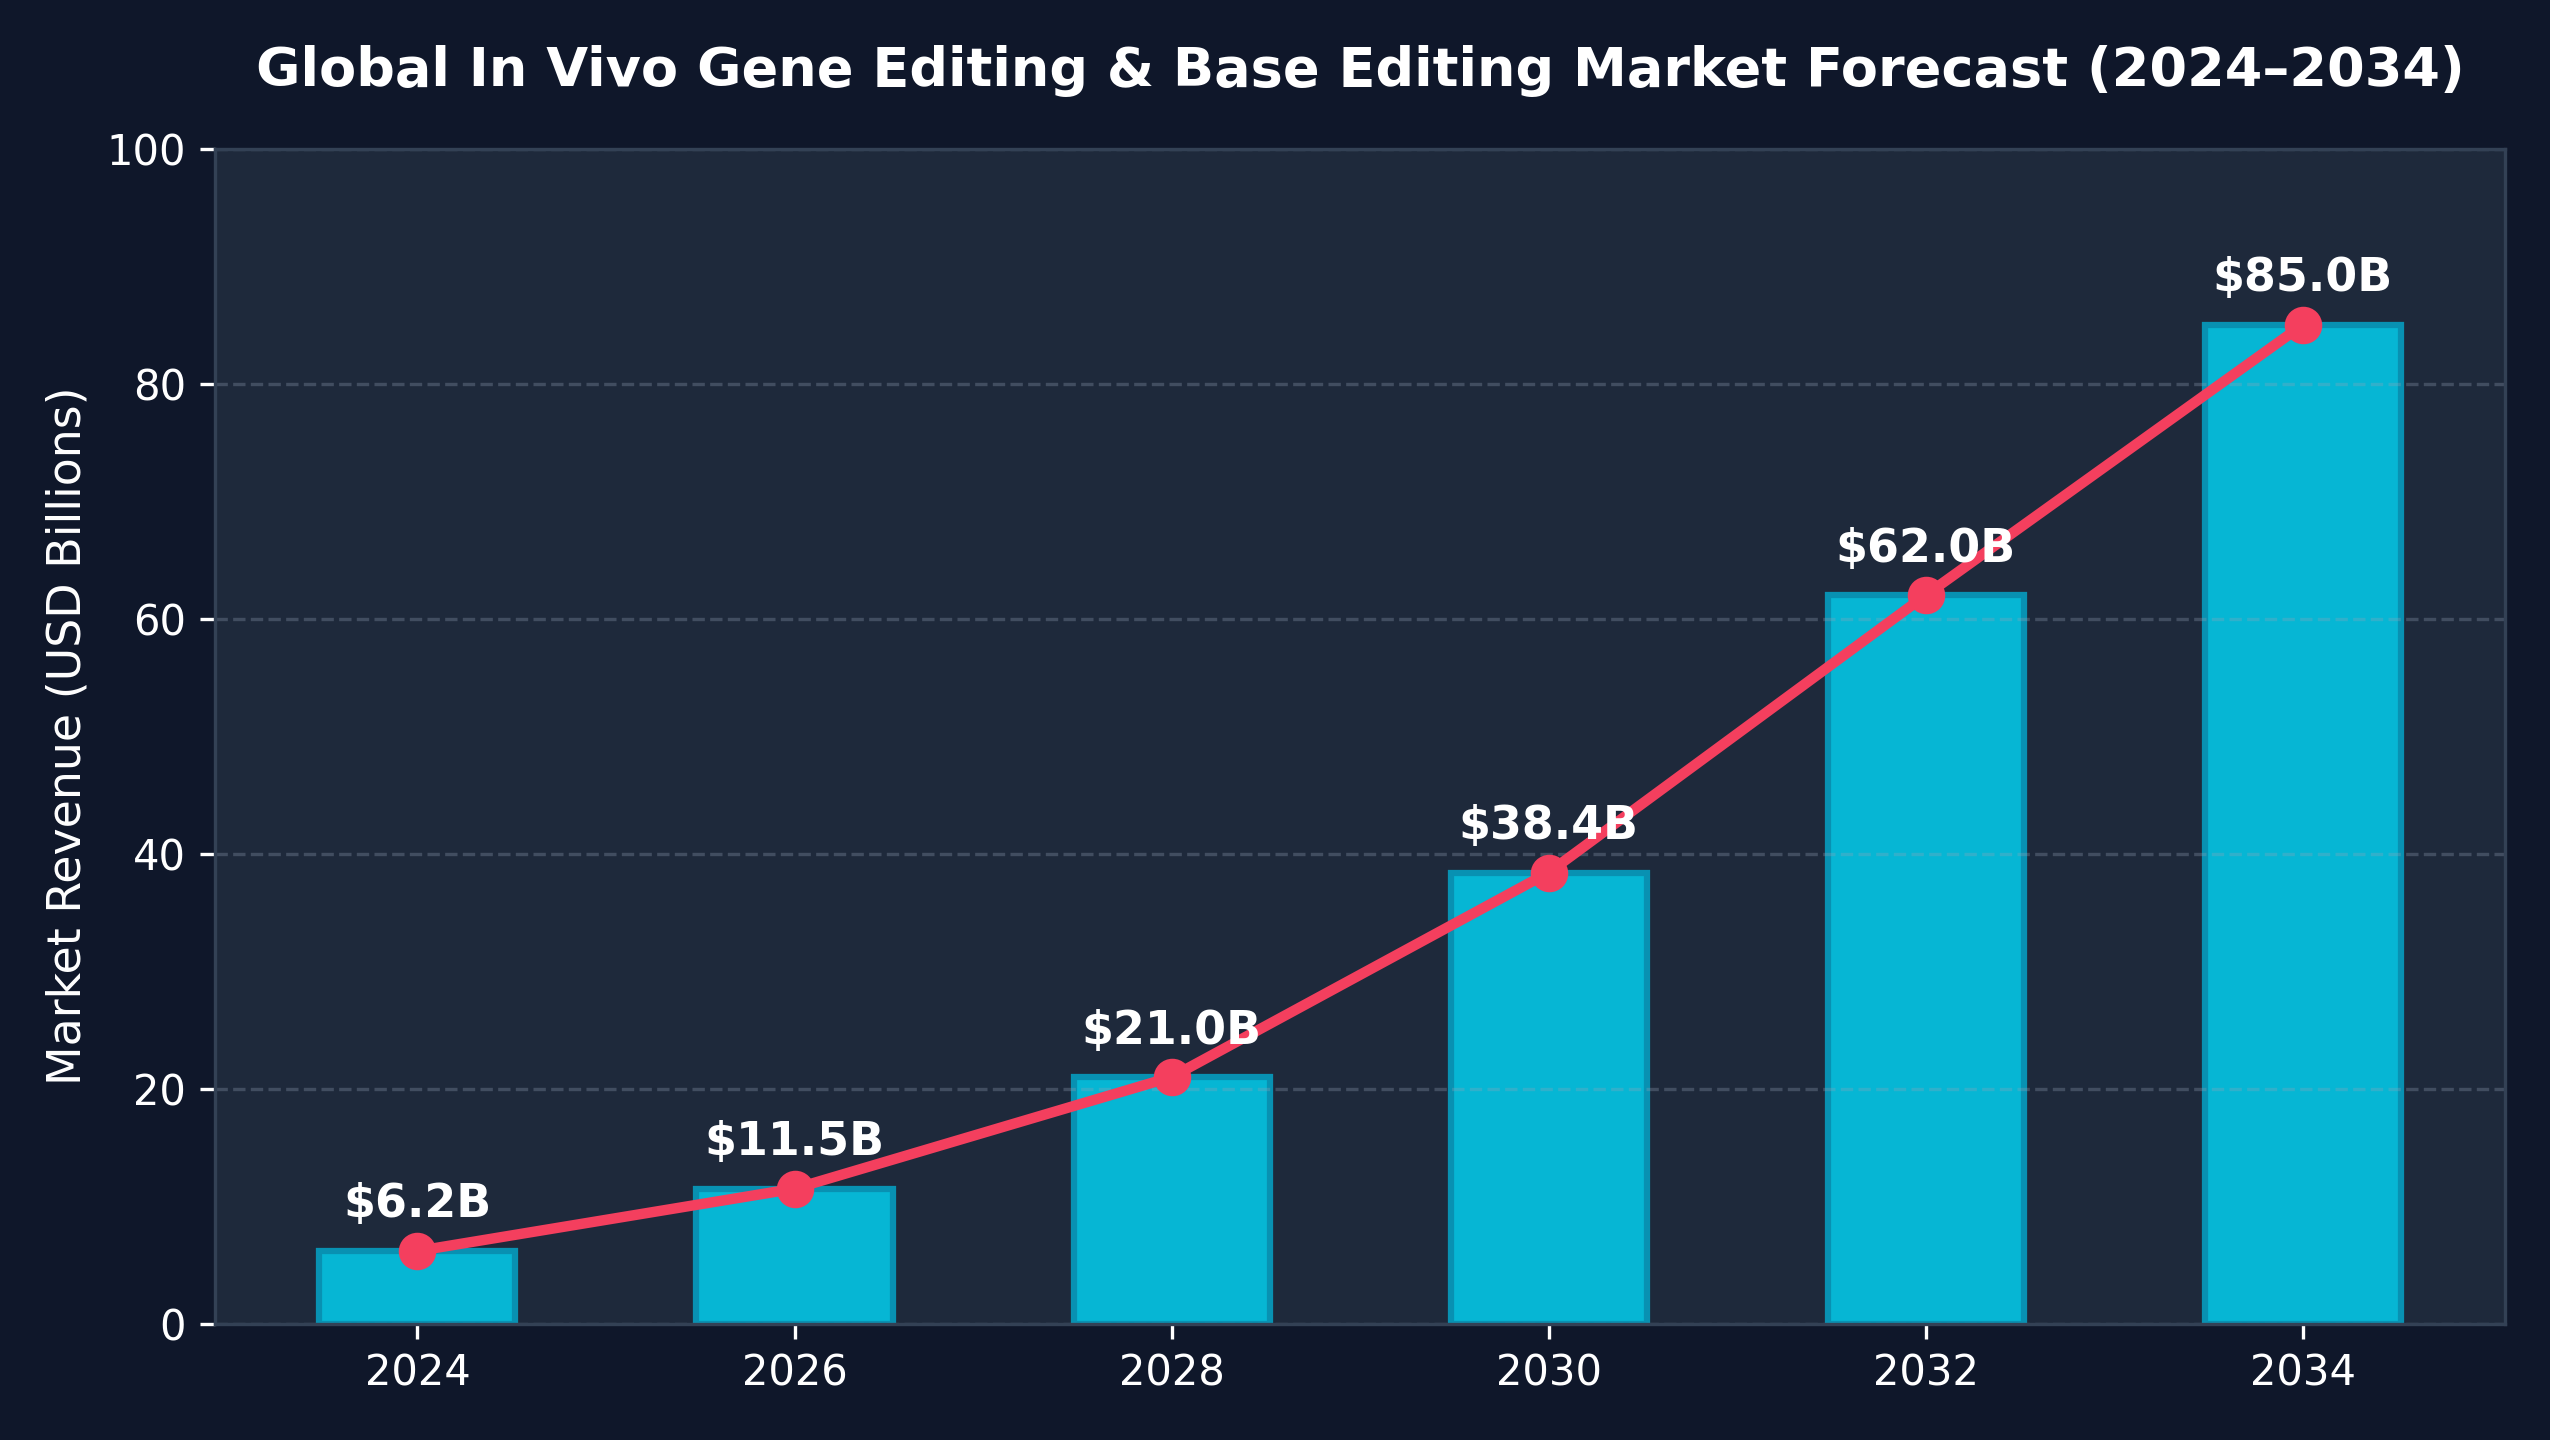 Global In Vivo Gene Editing & Base Editing Market Forecast (2024–2034)
Market Revenue (USD Billions)
100
80
60
40
20
0
$6.2B
$11.5B
$21.0B
$38.4B
$62.0B
$85.0B
2024
2026
2028
2030
2032
2034